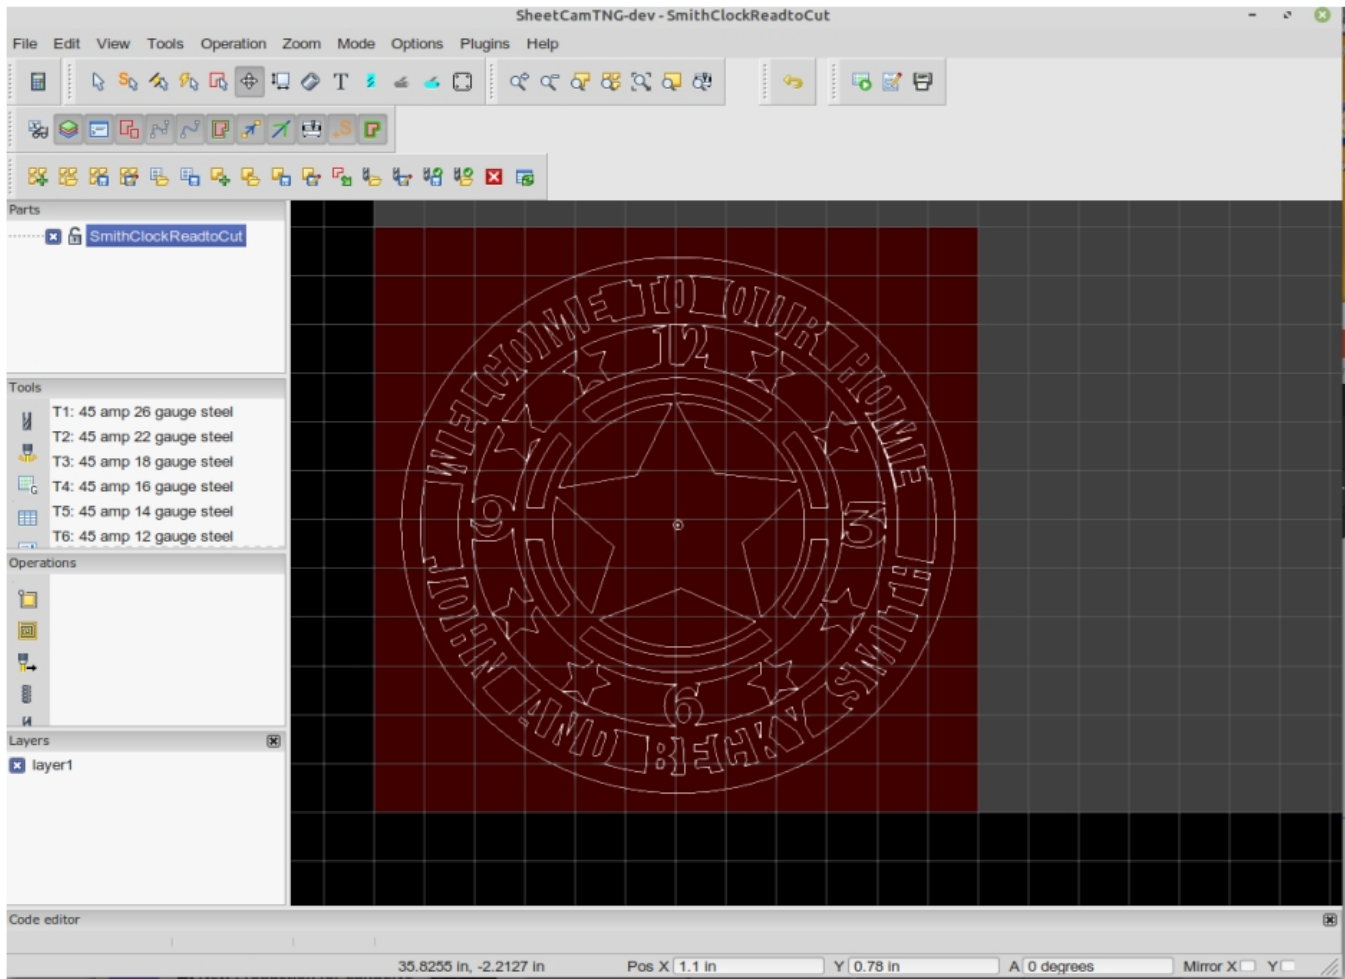 SheetCamTNG-dev - SmithClockReadtoCut
File Edit View Tools Operation Zoom Mode Options Plugins Help
Parts
SmithClockReadtoCut
Tools
T1: 45 amp 26 gauge steel
T2: 45 amp 22 gauge steel
T3: 45 amp 18 gauge steel
T4: 45 amp 16 gauge steel
T5: 45 amp 14 gauge steel
T6: 45 amp 12 gauge steel
Operations
Layers
layer1
WELCOME TO OUR HOME
12
9
3
6
JOHN AND BECKY SMITH
Code editor
35.8255 in, -2.2127 in Pos X 1.1 in Y 0.78 in A 0 degrees Mirror X Y